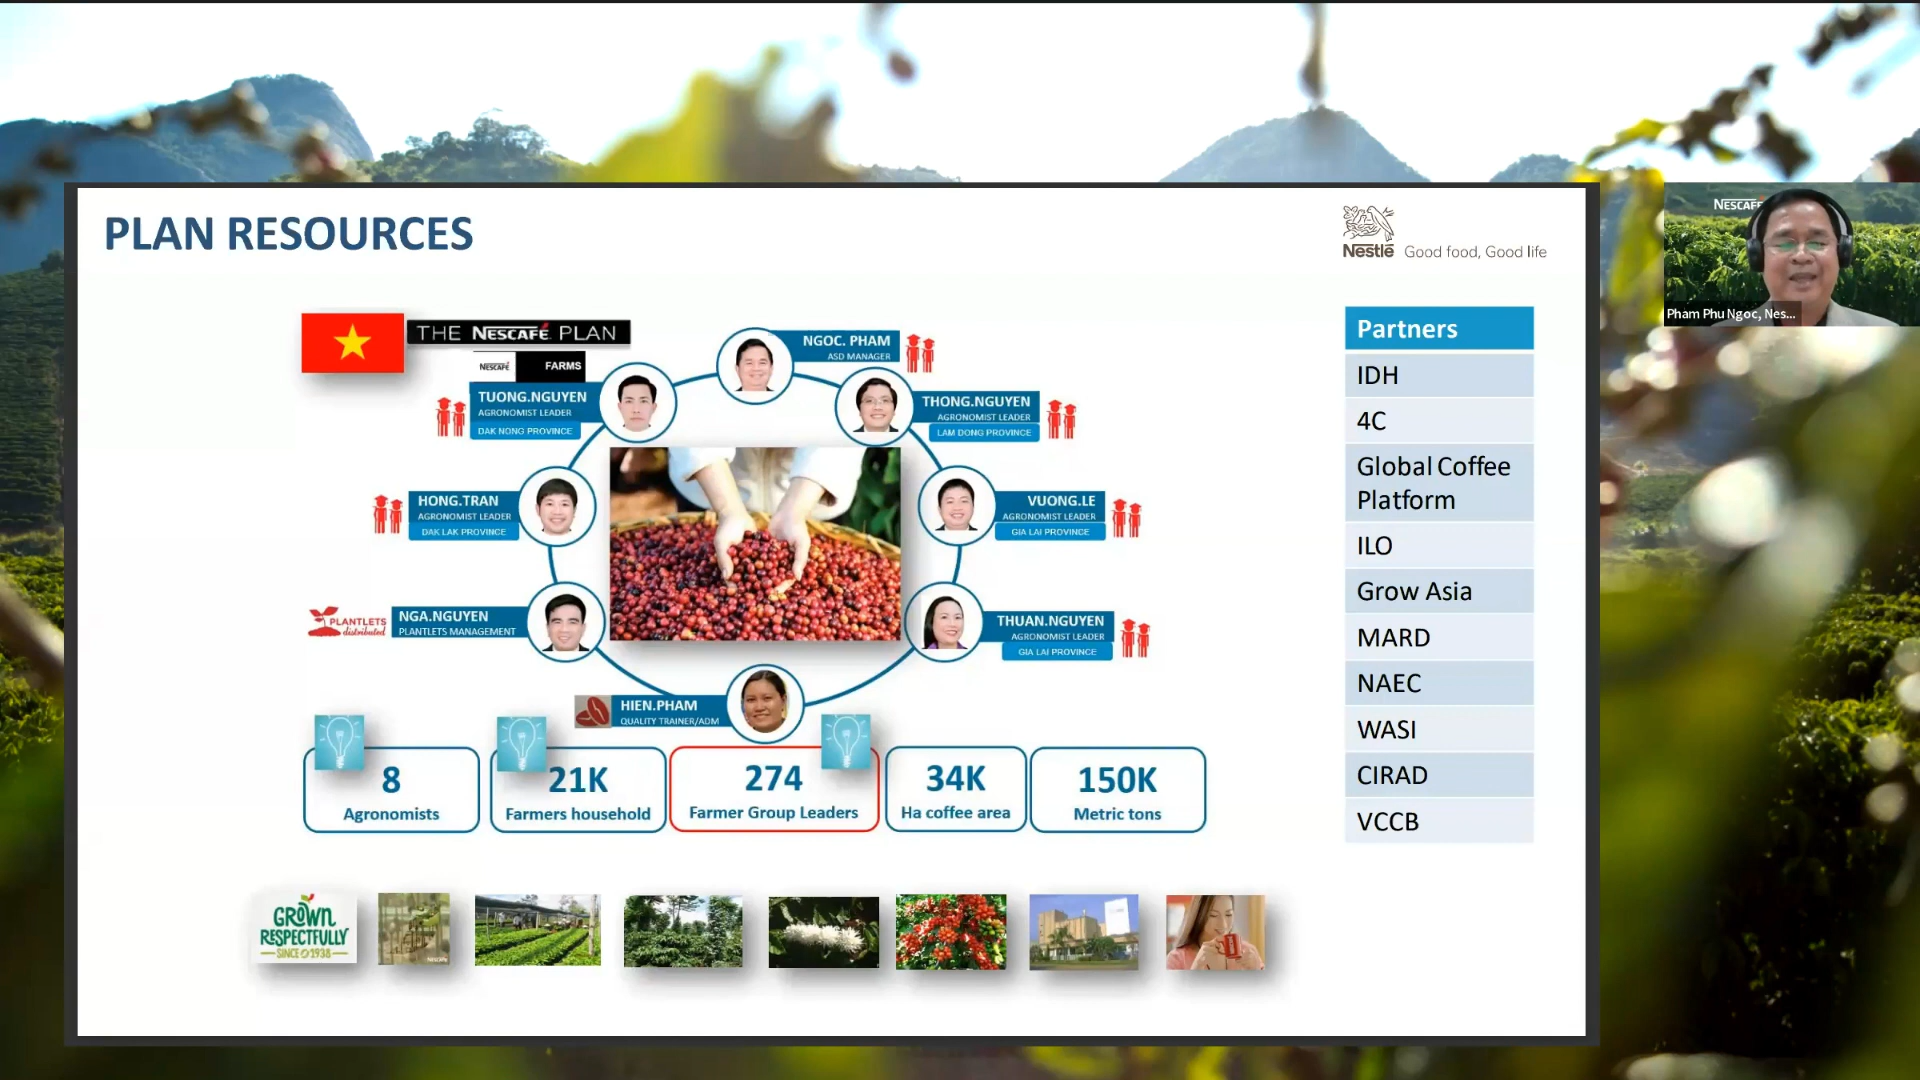 PLAN RESOURCES
Nestlé Good food, Good life
NESCAFÉ
Pham Phu Ngoc, Nes...
THE NESCAFÉ PLAN
NESCAFÉ FARMS
NGOC. PHAM
ASD MANAGER
TUONG.NGUYEN
AGRONOMIST LEADER
DAK NONG PROVINCE
THONG.NGUYEN
AGRONOMIST LEADER
LAM DONG PROVINCE
HONG.TRAN
AGRONOMIST LEADER
DAK LAK PROVINCE
VUONG.LE
AGRONOMIST LEADER
GIA LAI PROVINCE
PLANTLETS
distributed
NGA.NGUYEN
PLANTLETS MANAGEMENT
THUAN.NGUYEN
AGRONOMIST LEADER
GIA LAI PROVINCE
HIEN.PHAM
QUALITY TRAINER/ADM
8
Agronomists
21K
Farmers household
274
Farmer Group Leaders
34K
Ha coffee area
150K
Metric tons
Partners
IDH
4C
Global Coffee
Platform
ILO
Grow Asia
MARD
NAEC
WASI
CIRAD
VCCB
GROWN
RESPECTFULLY
SINCE 1938